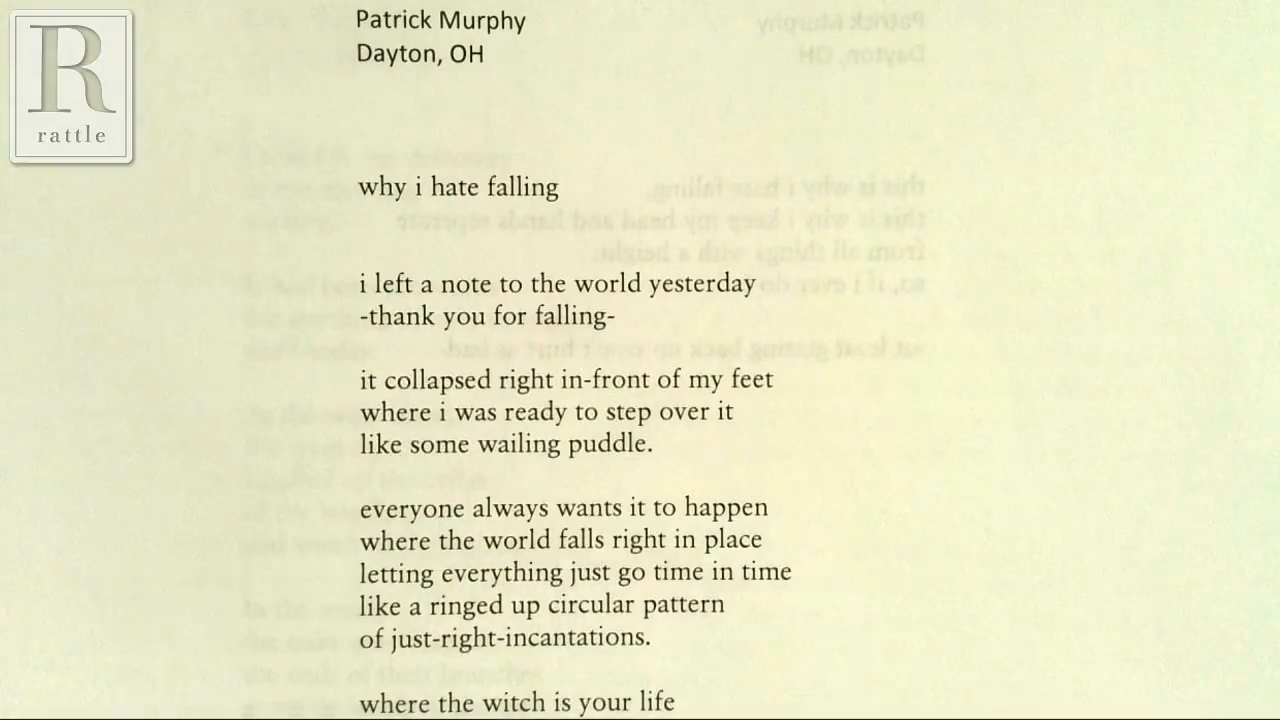 R
rattle
Patrick Murphy
Dayton, OH
why i hate falling
i left a note to the world yesterday
-thank you for falling-
it collapsed right in-front of my feet
where i was ready to step over it
like some wailing puddle.
everyone always wants it to happen
where the world falls right in place
letting everything just go time in time
like a ringed up circular pattern
of just-right-incantations.
where the witch is your life